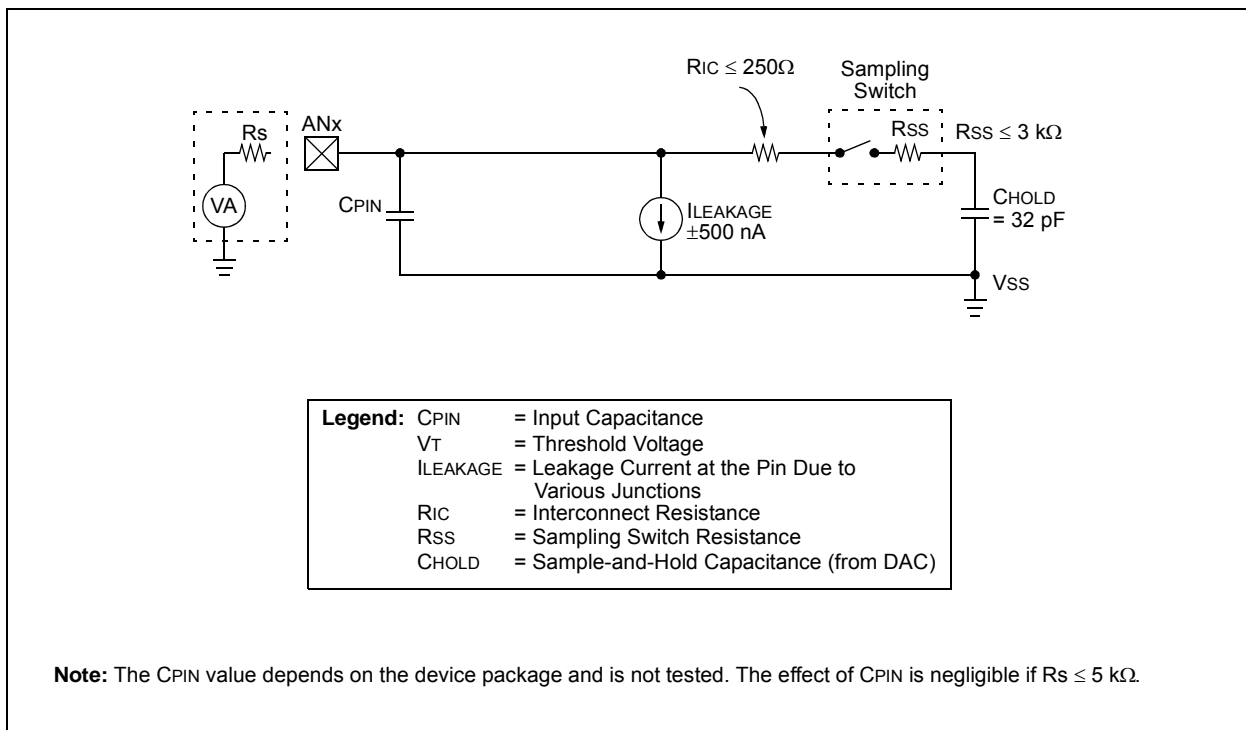 RIC ≤ 250Ω
Sampling
Switch
ANx
Rs
RSS
RSS ≤ 3 kΩ
VA
CPIN
ILEAKAGE
±500 nA
CHOLD
= 32 pF
VSS
Legend: CPIN = Input Capacitance
VT = Threshold Voltage
ILEAKAGE = Leakage Current at the Pin Due to
Various Junctions
RIC = Interconnect Resistance
RSS = Sampling Switch Resistance
CHOLD = Sample-and-Hold Capacitance (from DAC)
Note: The CPIN value depends on the device package and is not tested. The effect of CPIN is negligible if Rs ≤ 5 kΩ.